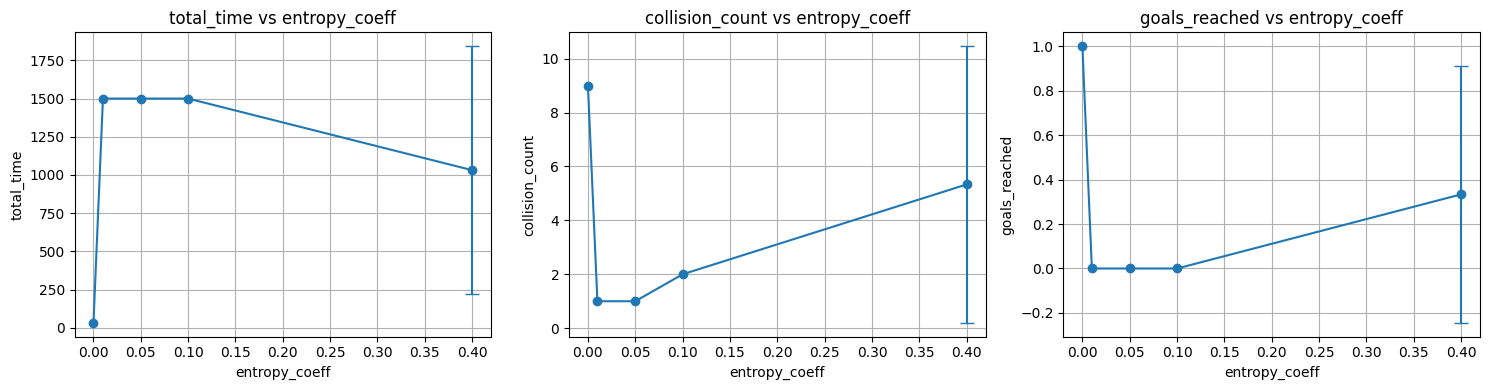 total_time vs entropy_coeff
1750
1500
1250
1000
750
500
250
0
total_time
0.00 0.05 0.10 0.15 0.20 0.25 0.30 0.35 0.40
entropy_coeff
collision_count vs entropy_coeff
10
8
6
4
2
0
collision_count
0.00 0.05 0.10 0.15 0.20 0.25 0.30 0.35 0.40
entropy_coeff
goals_reached vs entropy_coeff
1.0
0.8
0.6
0.4
0.2
0.0
−0.2
goals_reached
0.00 0.05 0.10 0.15 0.20 0.25 0.30 0.35 0.40
entropy_coeff